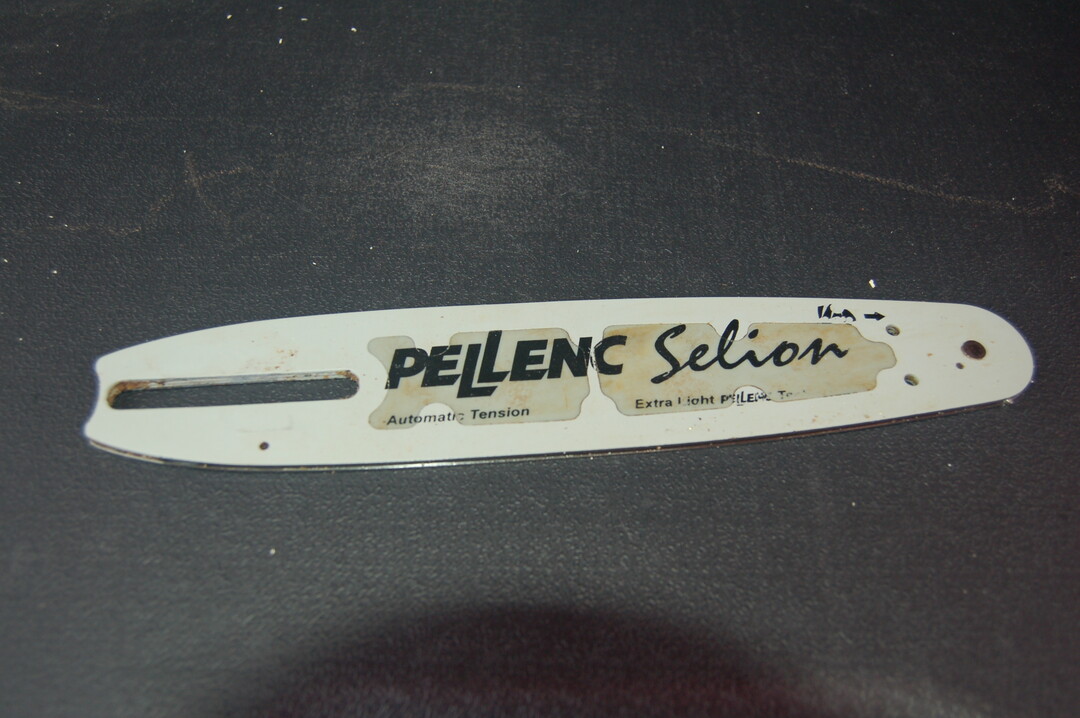 PELLENC Selion
Automatic Tension
Extra Light PELLENC